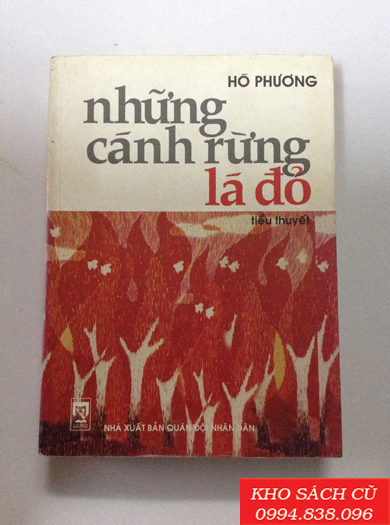 HỒ PHƯƠNG
những
cánh rừng
lá đỏ
tiểu thuyết
NHÀ XUẤT BẢN QUÂN ĐỘI NHÂN DÂN
KHO SÁCH CŨ
0994.838.096